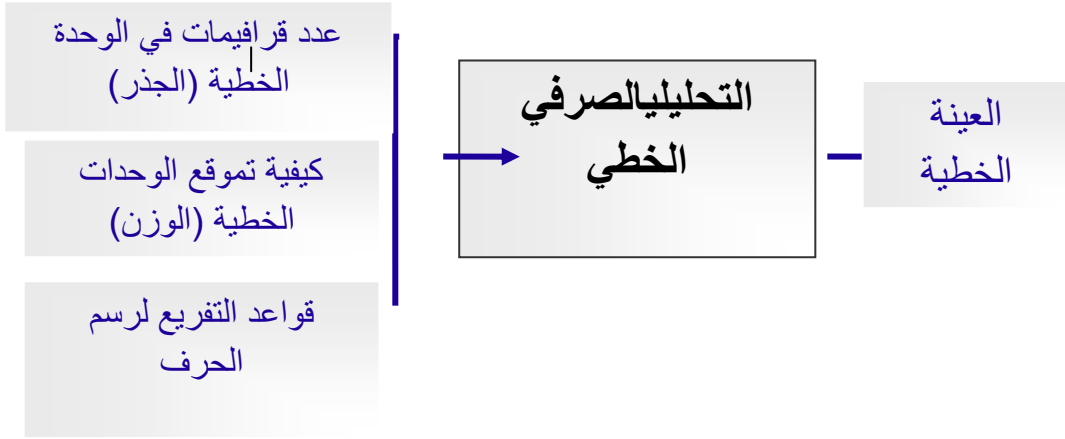 عدد قرافيمات في الوحدة
الخطية (الجذر)
كيفية تموقع الوحدات
الخطية (الوزن)
قواعد التفريع لرسم
الحرف
التحليليالصرفي
الخطي
العينة
الخطية